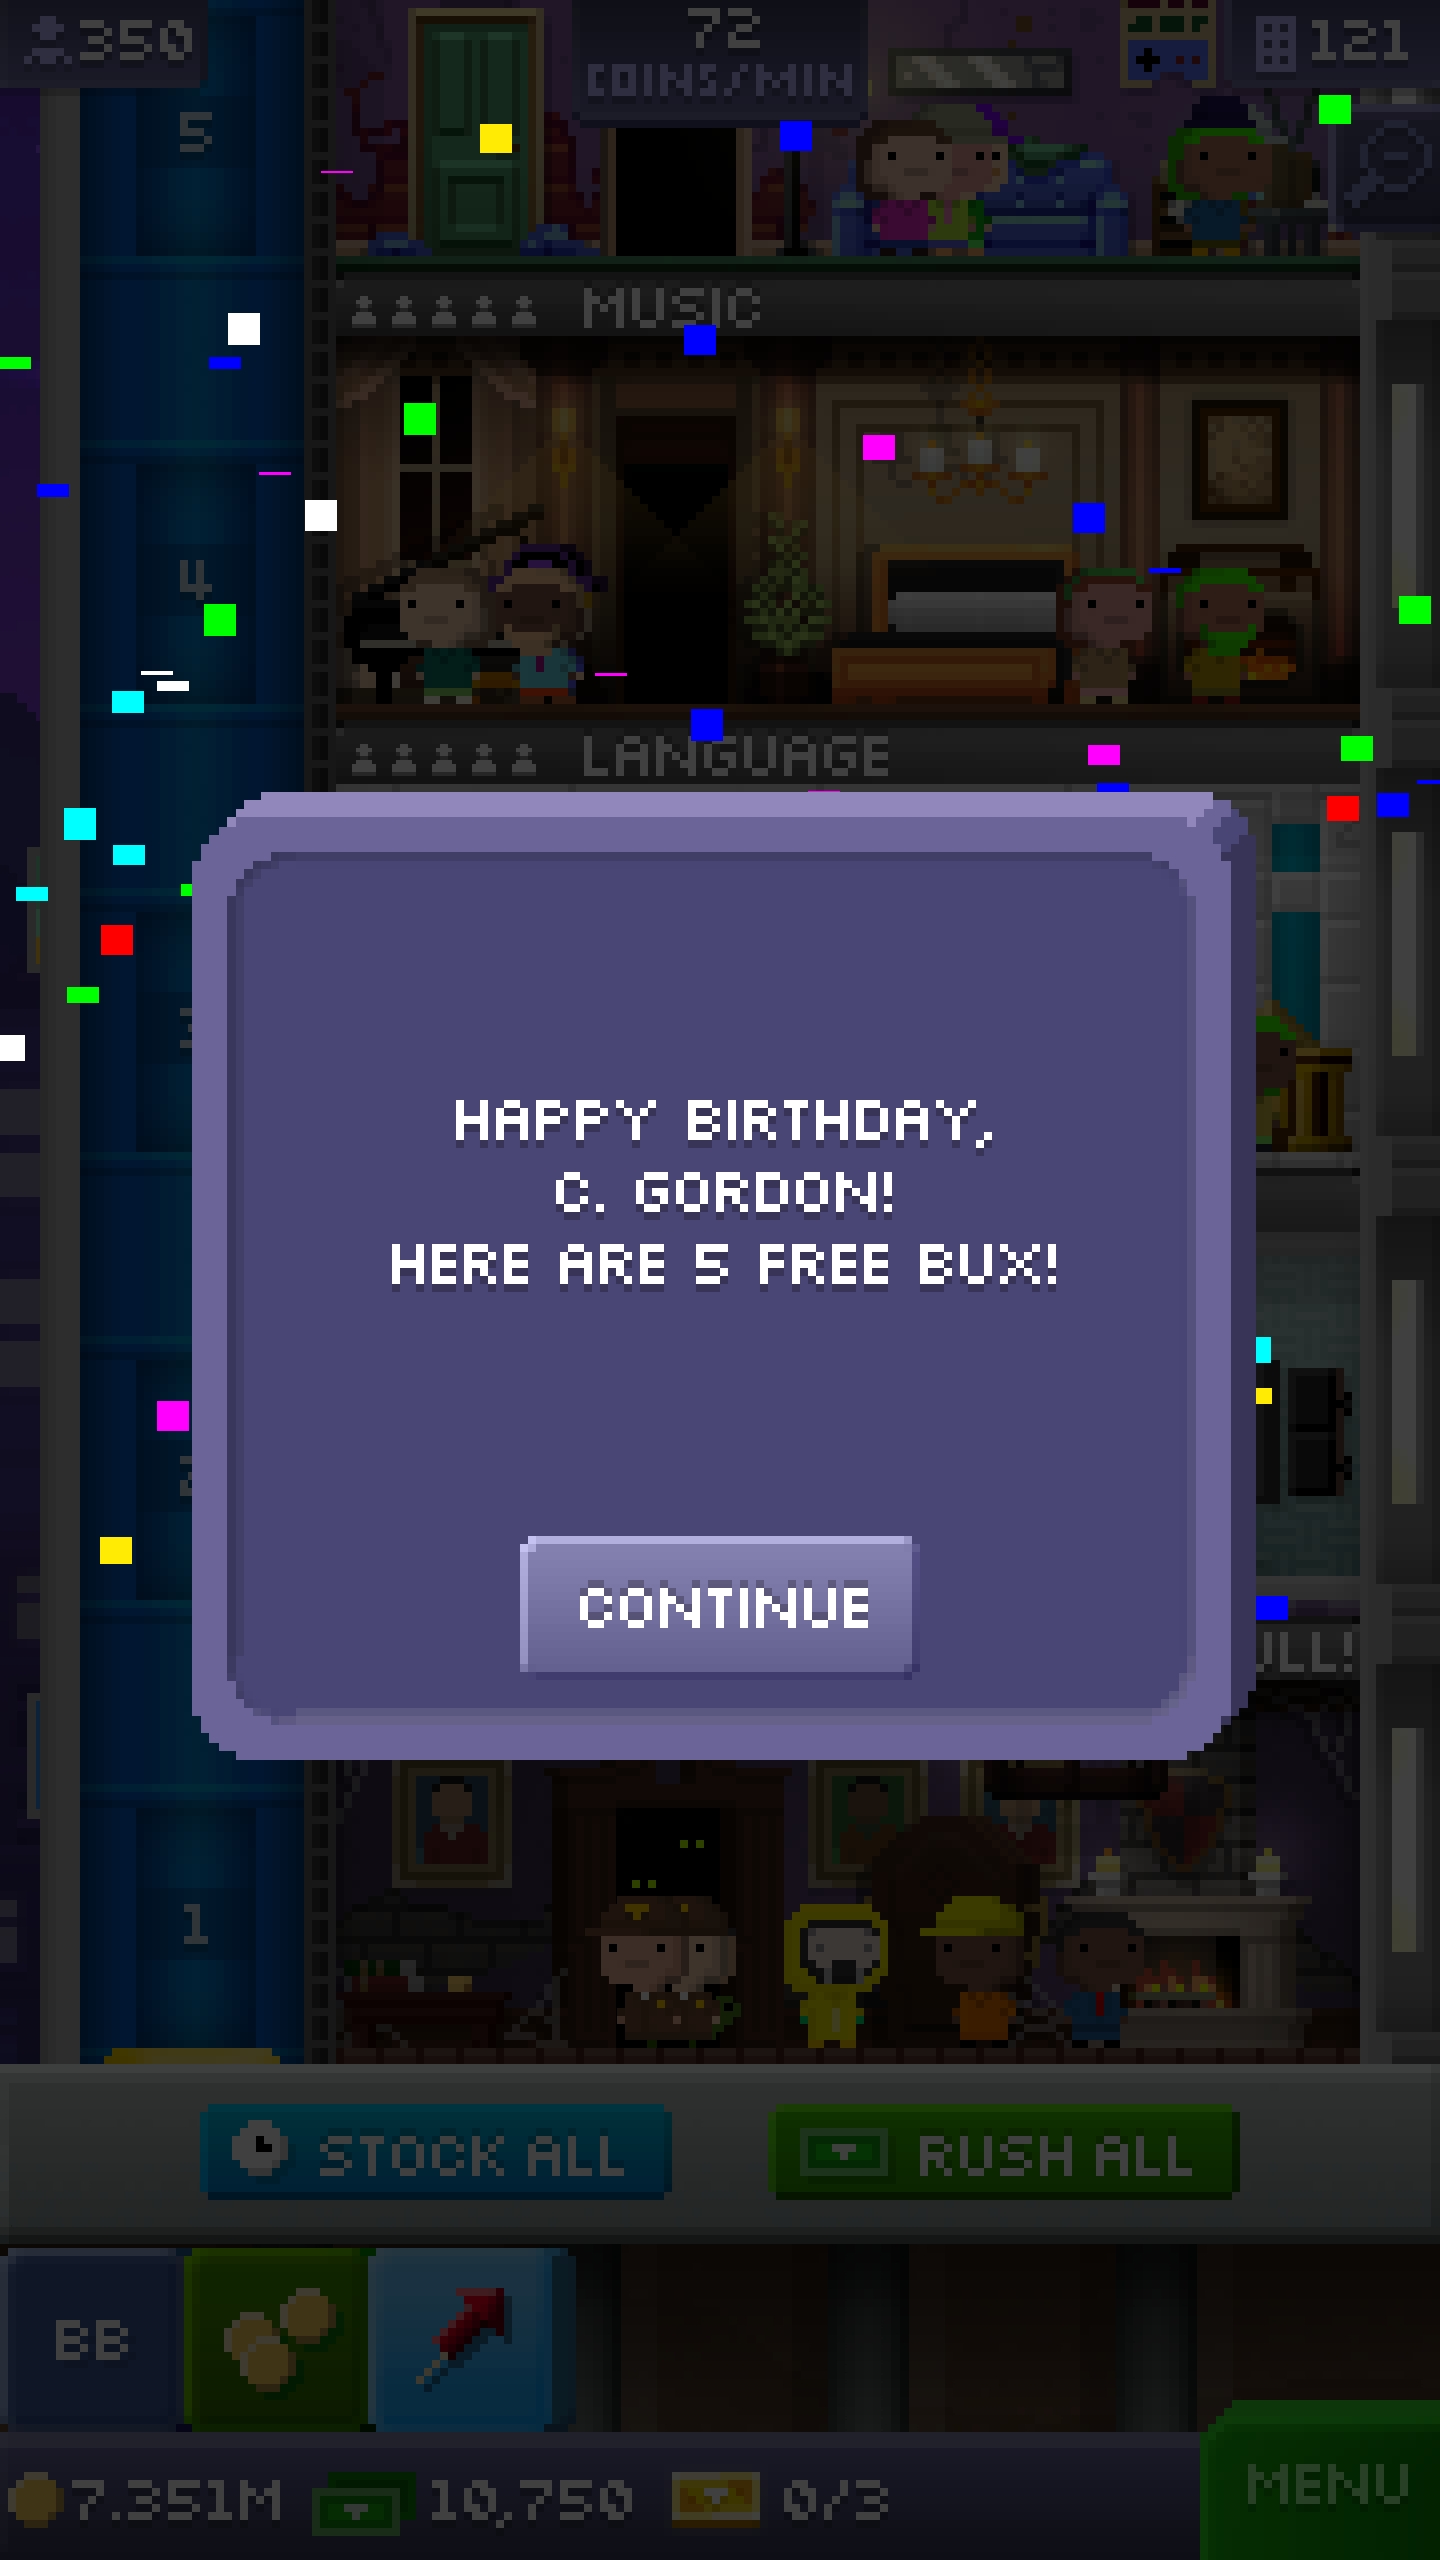 350
72
COINS/MIN
121
5
MUSIC
4
LANGUAGE
HAPPY BIRTHDAY,
C. GORDON!
HERE ARE 5 FREE BUX!
CONTINUE
1
STOCK ALL
RUSH ALL
BB
7.351M
10,750
0/3
MENU